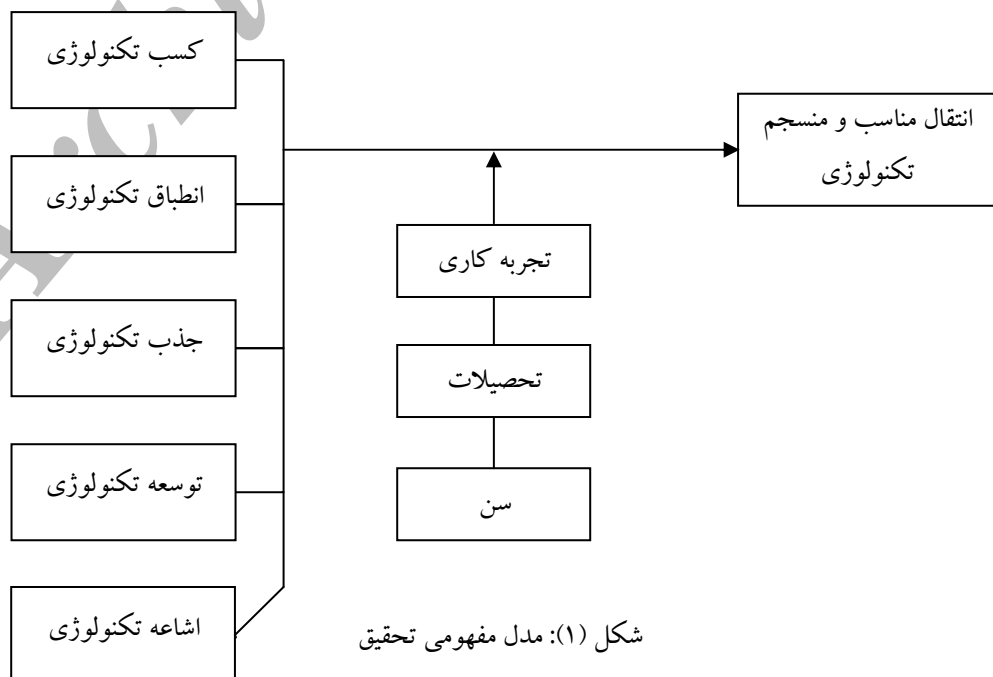 کسب تکنولوژی
انطباق تکنولوژی
جذب تکنولوژی
توسعه تکنولوژی
اشاعه تکنولوژی
تجربه کاری
تحصیلات
سن
انتقال مناسب و منسجم
تکنولوژی
شکل (۱): مدل مفهومی تحقیق